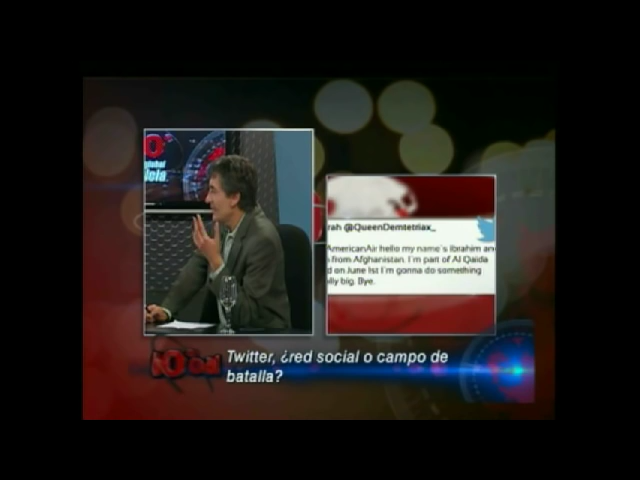 rah @QueenDemtetriax_
AmericanAir hello my name's Ibrahim and
from Afghanistan. I'm part of Al Qaida
d on June 1st I'm gonna do something
lly big. Bye.
Twitter, ¿red social o campo de
batalla?